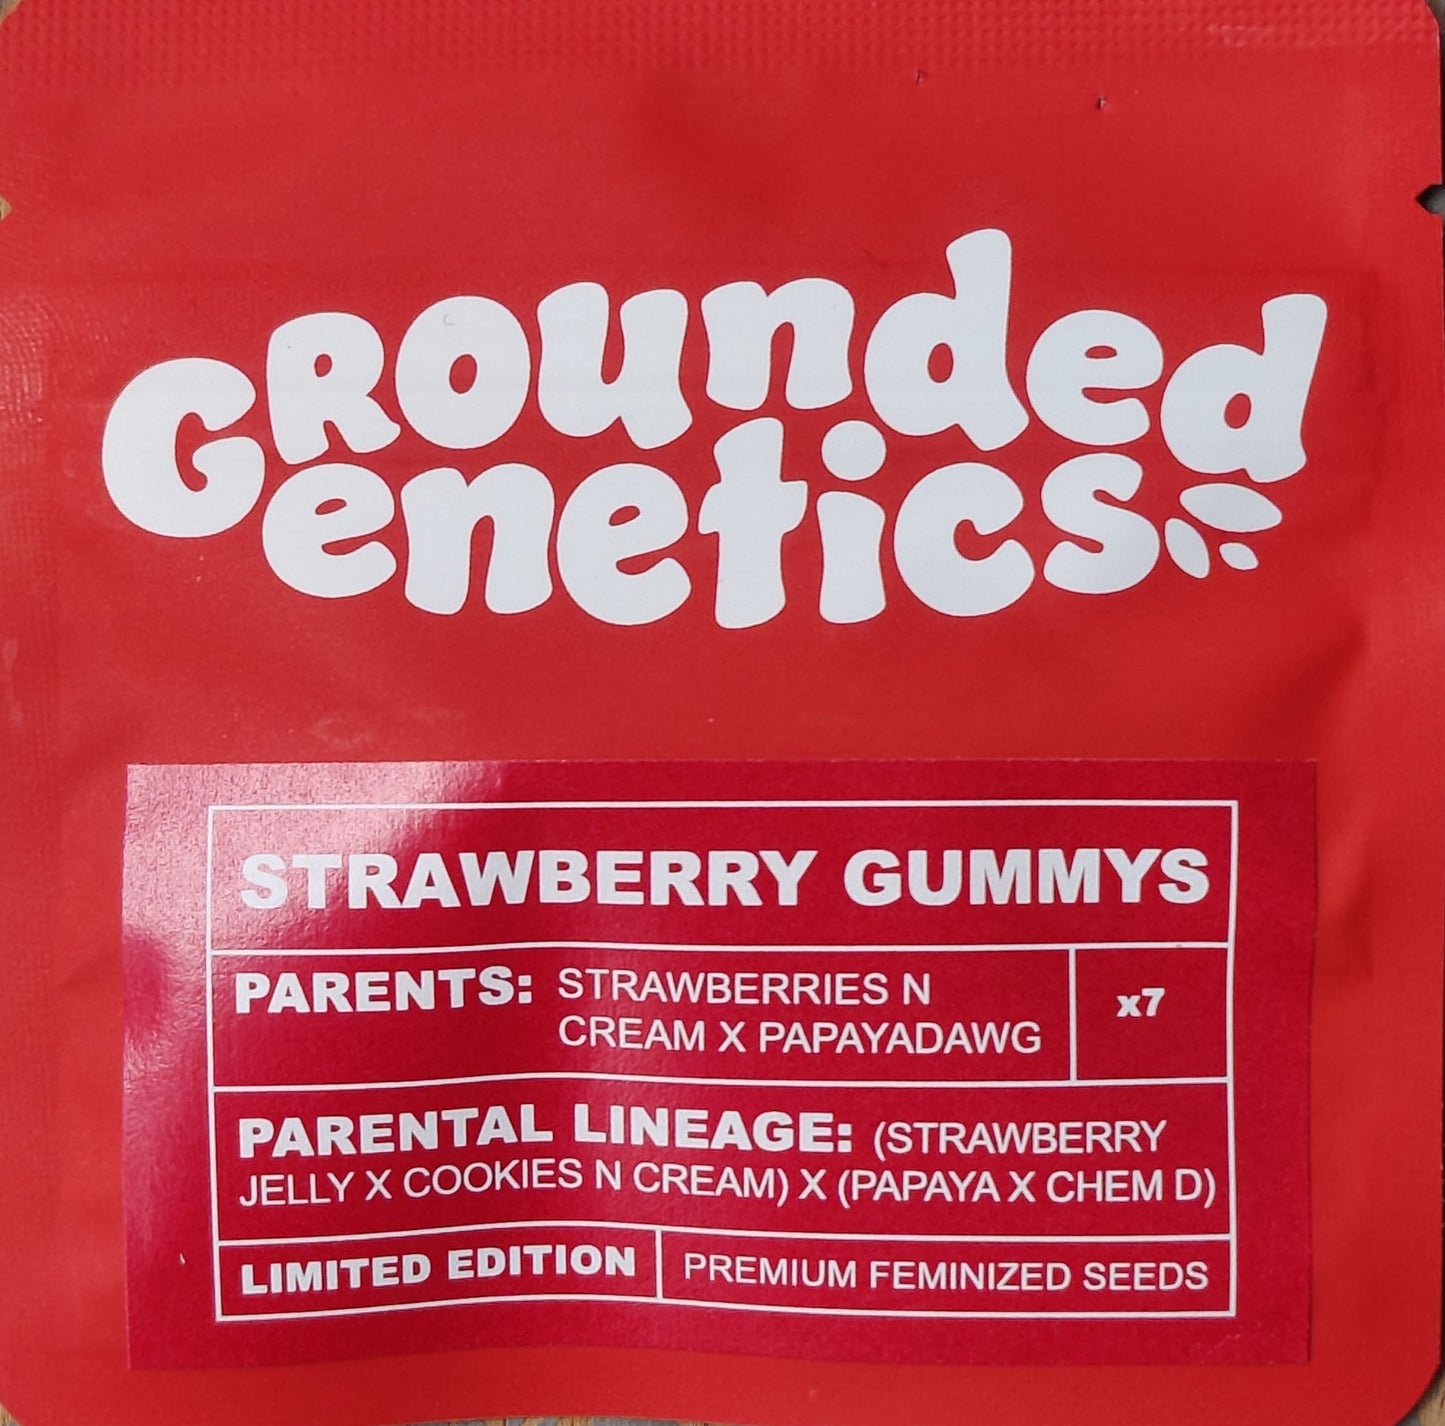 Grounded
Genetics
STRAWBERRY GUMMYS
PARENTS: STRAWBERRIES N
CREAM X PAPAYADAWG
x7
PARENTAL LINEAGE: (STRAWBERRY
JELLY X COOKIES N CREAM) X (PAPAYA X CHEM D)
LIMITED EDITION
PREMIUM FEMINIZED SEEDS